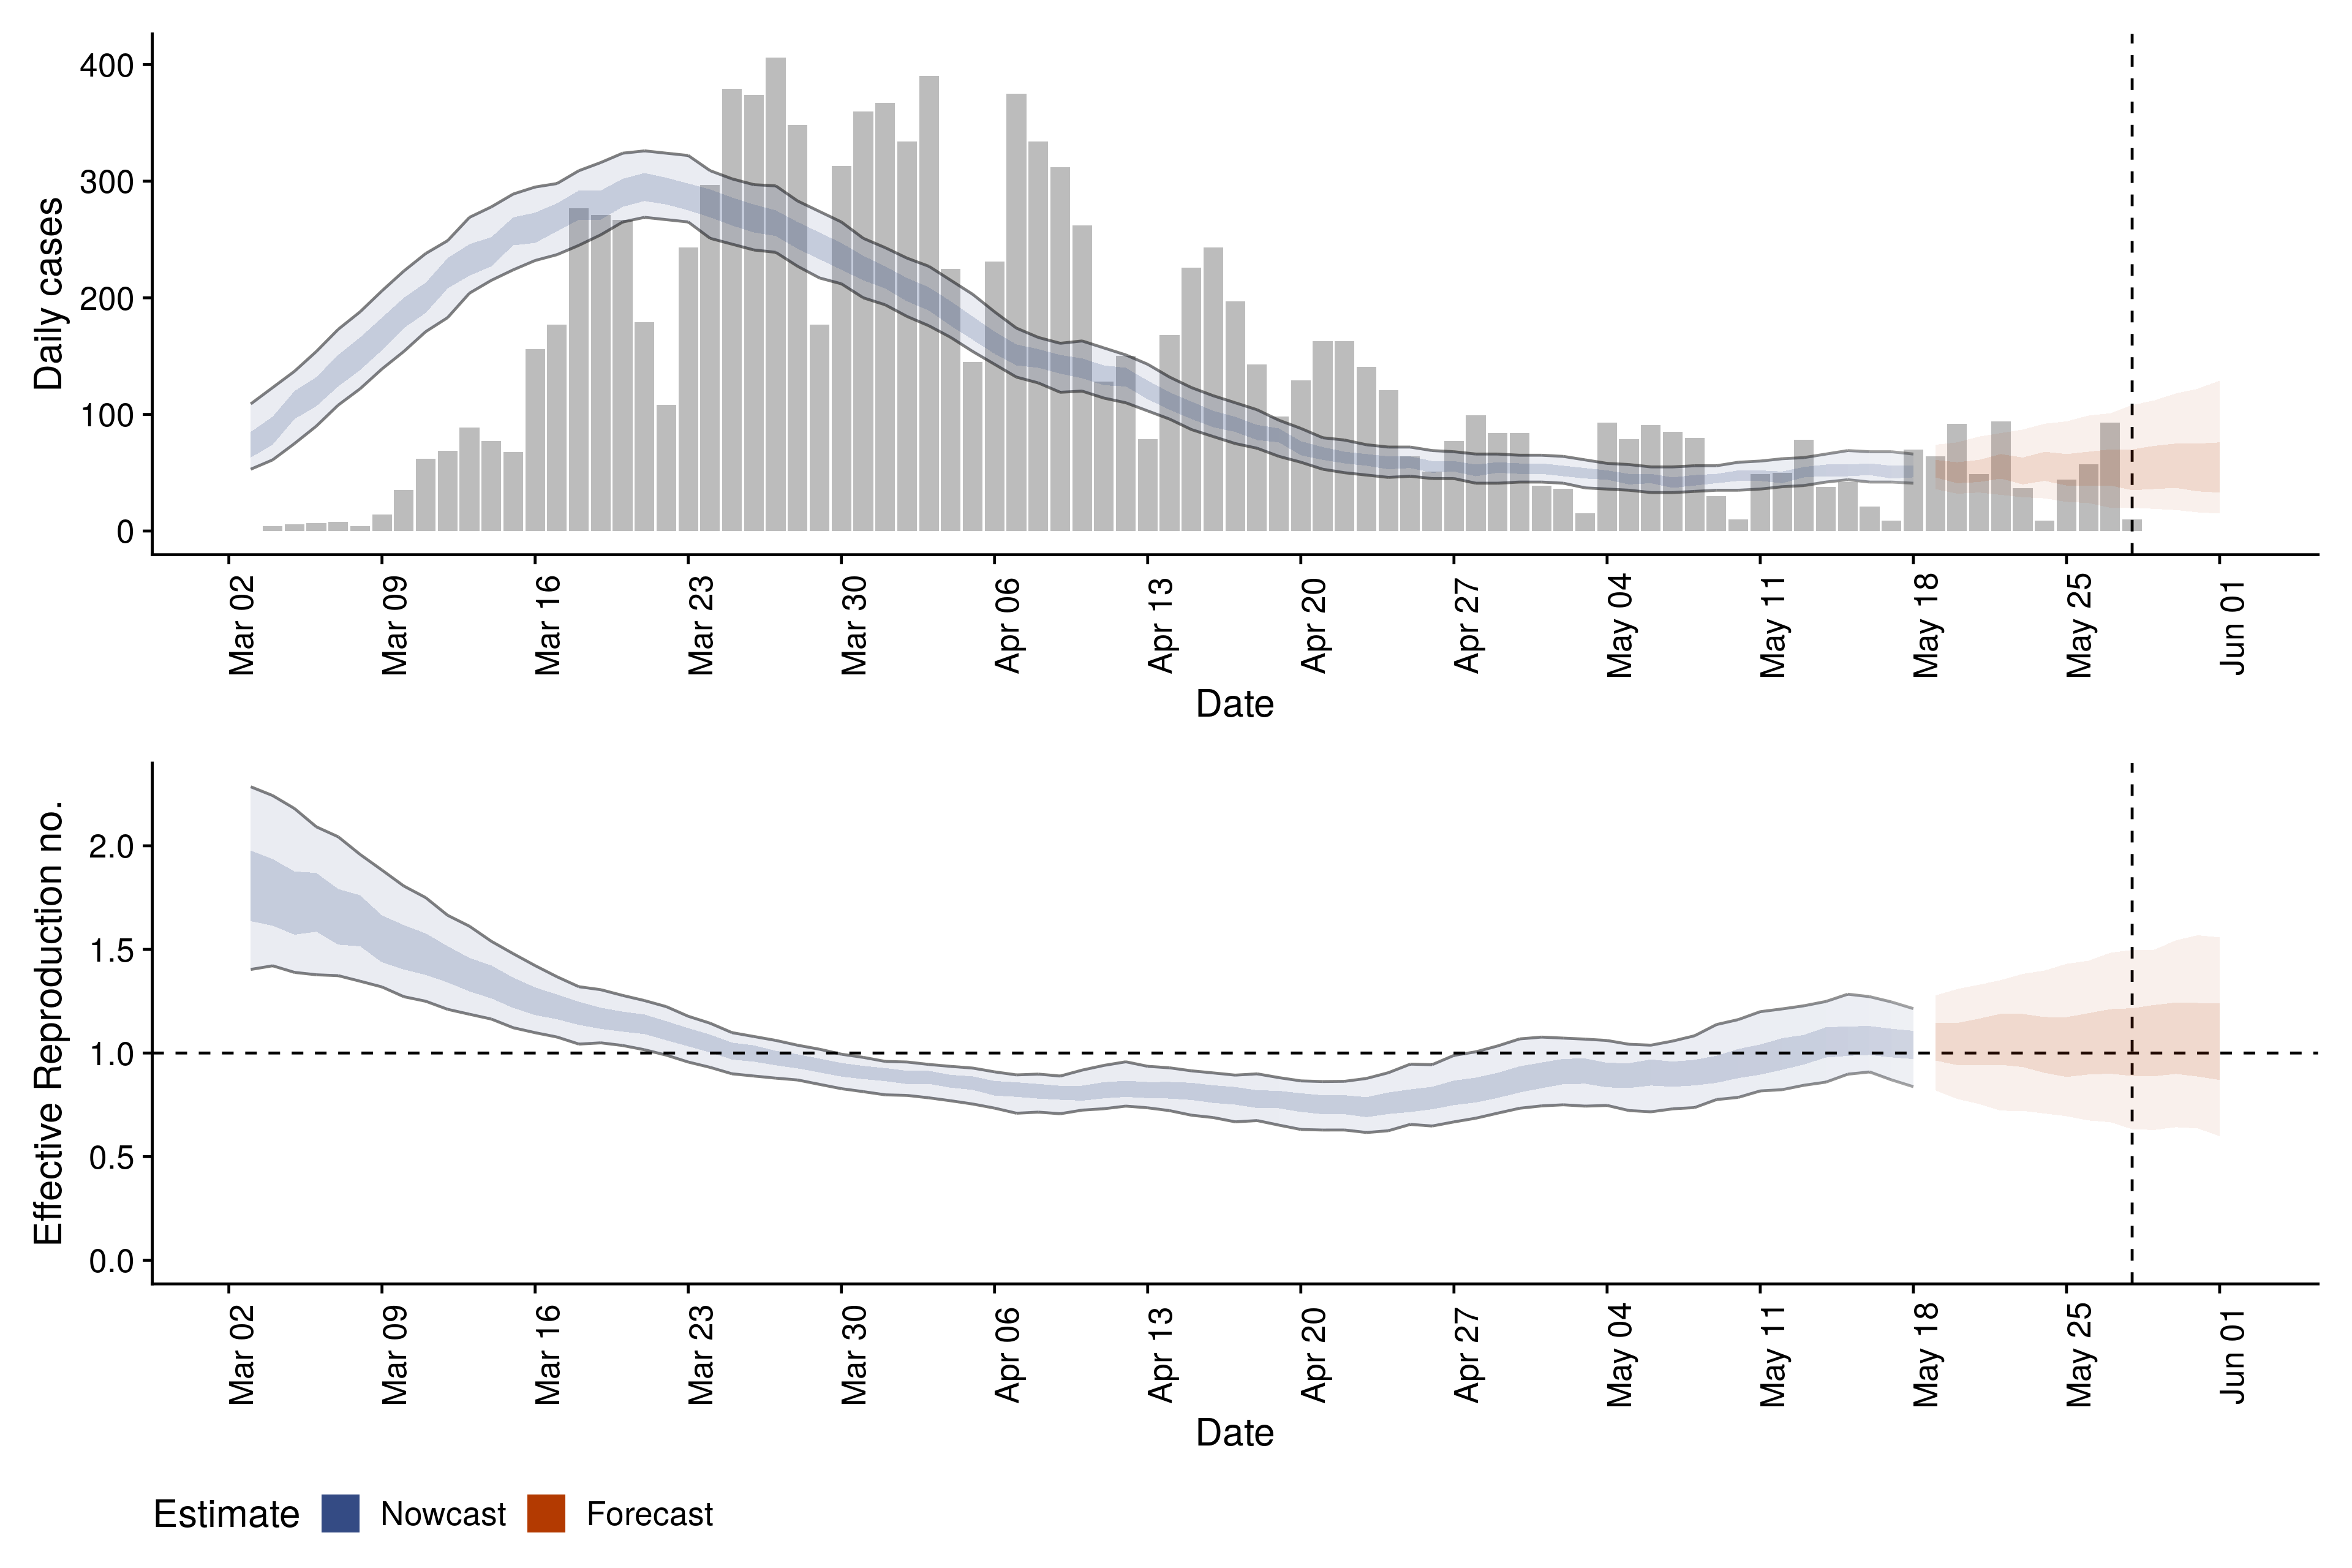 400
300
200
100
0
Daily cases
Mar 02 Mar 09 Mar 16 Mar 23 Mar 30 Apr 06 Apr 13 Apr 20 Apr 27 May 04 May 11 May 18 May 25 Jun 01
Date
2.0
1.5
1.0
0.5
0.0
Effective Reproduction no.
Mar 02 Mar 09 Mar 16 Mar 23 Mar 30 Apr 06 Apr 13 Apr 20 Apr 27 May 04 May 11 May 18 May 25 Jun 01
Date
Estimate Nowcast Forecast